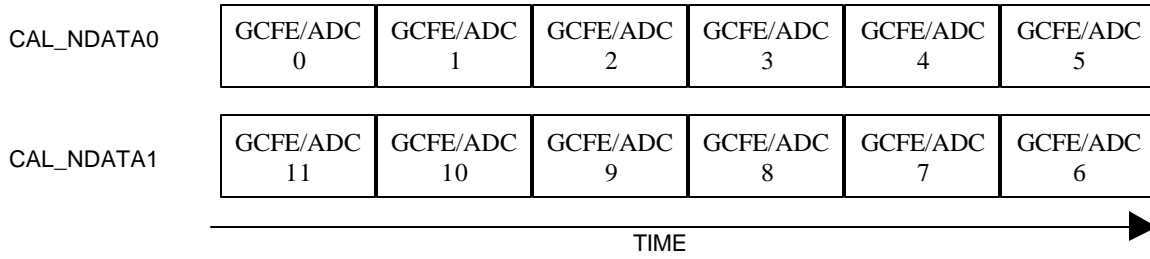 CAL_NDATA0
GCFE/ADC GCFE/ADC GCFE/ADC GCFE/ADC GCFE/ADC GCFE/ADC
0 1 2 3 4 5
CAL_NDATA1
GCFE/ADC GCFE/ADC GCFE/ADC GCFE/ADC GCFE/ADC GCFE/ADC
11 10 9 8 7 6
TIME